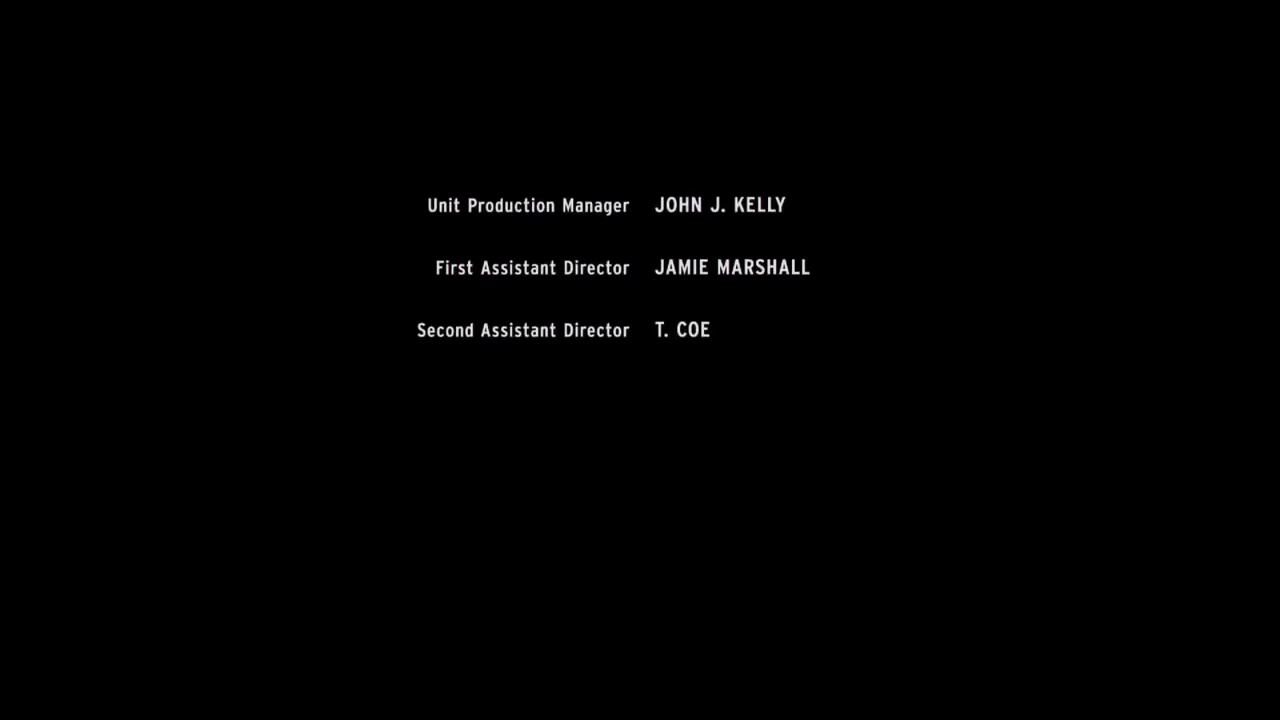 Unit Production Manager JOHN J. KELLY
First Assistant Director JAMIE MARSHALL
Second Assistant Director T. COE